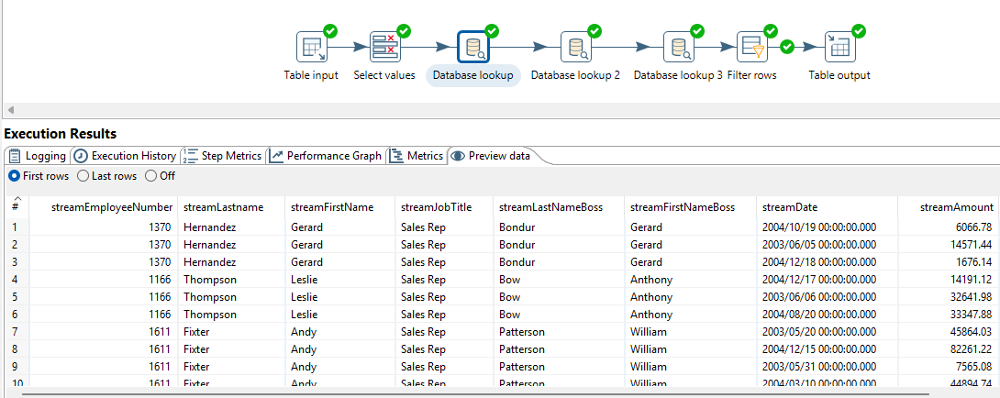 Table input Select values Database lookup Database lookup 2 Database lookup 3 Filter rows Table output
Execution Results
Logging Execution History Step Metrics Performance Graph Metrics Preview data
First rows Last rows Off
# streamEmployeeNumber streamLastname streamFirstName streamJobTitle streamLastNameBoss streamFirstNameBoss streamDate streamAmount
1 1370 Hernandez Gerard Sales Rep Bondur Gerard 2004/10/19 00:00:00.000 6066.78
2 1370 Hernandez Gerard Sales Rep Bondur Gerard 2003/06/05 00:00:00.000 14571.44
3 1370 Hernandez Gerard Sales Rep Bondur Gerard 2004/12/18 00:00:00.000 1676.14
4 1166 Thompson Leslie Sales Rep Bow Anthony 2004/12/17 00:00:00.000 14191.12
5 1166 Thompson Leslie Sales Rep Bow Anthony 2003/06/06 00:00:00.000 32641.98
6 1166 Thompson Leslie Sales Rep Bow Anthony 2004/08/20 00:00:00.000 33347.88
7 1611 Fixter Andy Sales Rep Patterson William 2003/05/20 00:00:00.000 45864.03
8 1611 Fixter Andy Sales Rep Patterson William 2004/12/15 00:00:00.000 82261.22
9 1611 Fixter Andy Sales Rep Patterson William 2003/05/31 00:00:00.000 7565.08
10 1611 Fixter Andy Sales Rep Patterson William 2004/03/10 00:00:00.000 44894.74